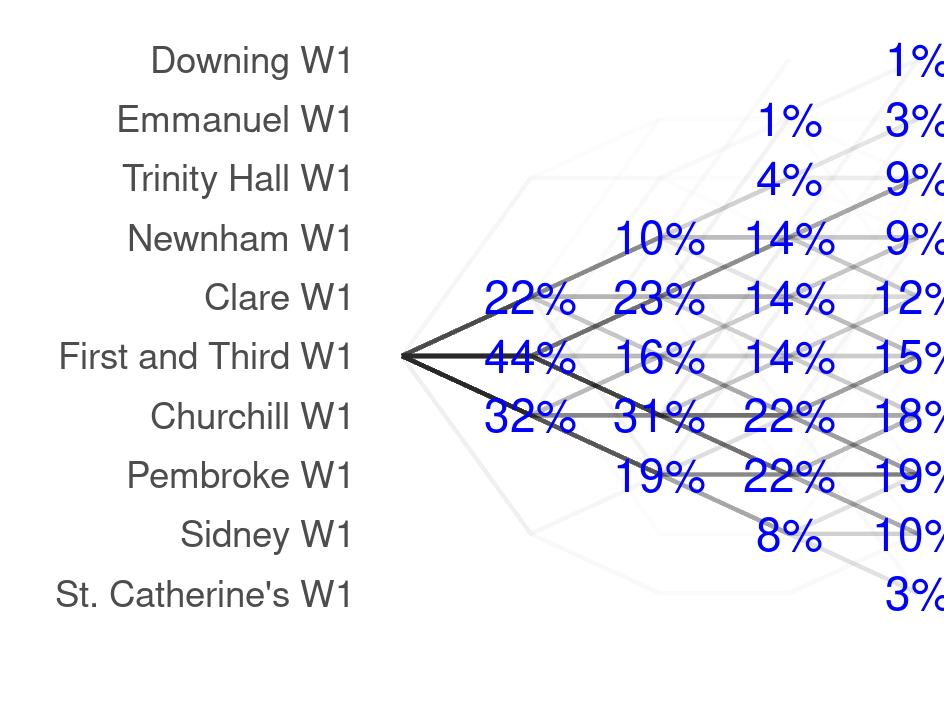 Downing W1 1%
Emmanuel W1 1% 3%
Trinity Hall W1 4% 9%
Newnham W1 10% 14% 9%
Clare W1 22% 23% 14% 12%
First and Third W1 44% 16% 14% 15%
Churchill W1 32% 31% 22% 18%
Pembroke W1 19% 22% 19%
Sidney W1 8% 10%
St. Catherine's W1 3%